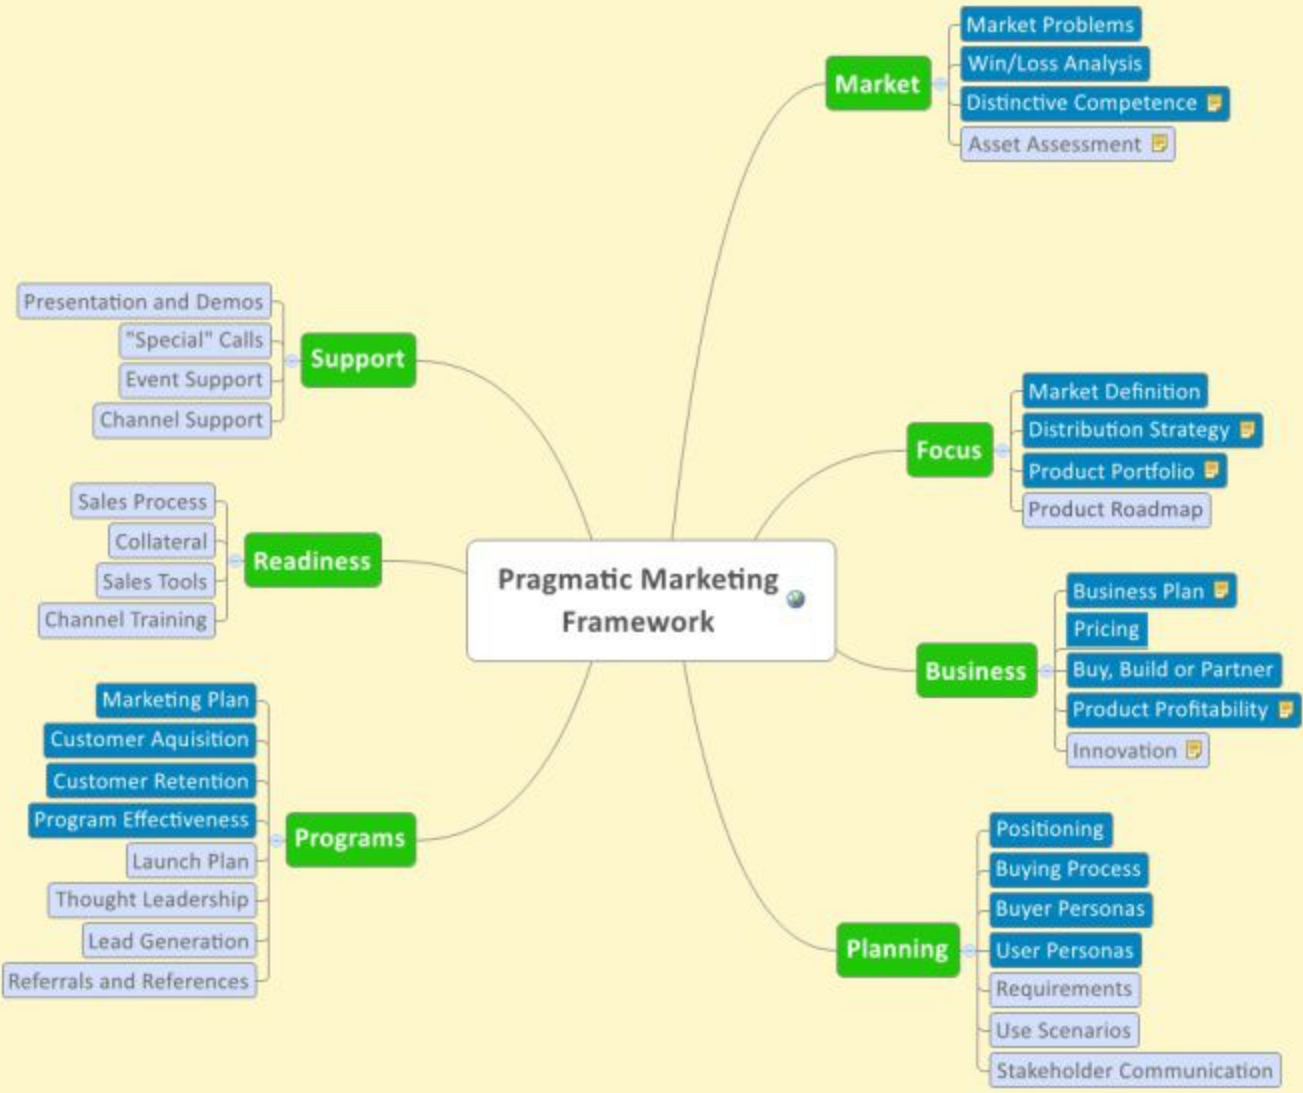 Market
Market Problems
Win/Loss Analysis
Distinctive Competence
Asset Assessment
Focus
Market Definition
Distribution Strategy
Product Portfolio
Product Roadmap
Business
Business Plan
Pricing
Buy, Build or Partner
Product Profitability
Innovation
Planning
Positioning
Buying Process
Buyer Personas
User Personas
Requirements
Use Scenarios
Stakeholder Communication
Pragmatic Marketing
Framework
Support
Presentation and Demos
"Special" Calls
Event Support
Channel Support
Readiness
Sales Process
Collateral
Sales Tools
Channel Training
Programs
Marketing Plan
Customer Aquisition
Customer Retention
Program Effectiveness
Launch Plan
Thought Leadership
Lead Generation
Referrals and References